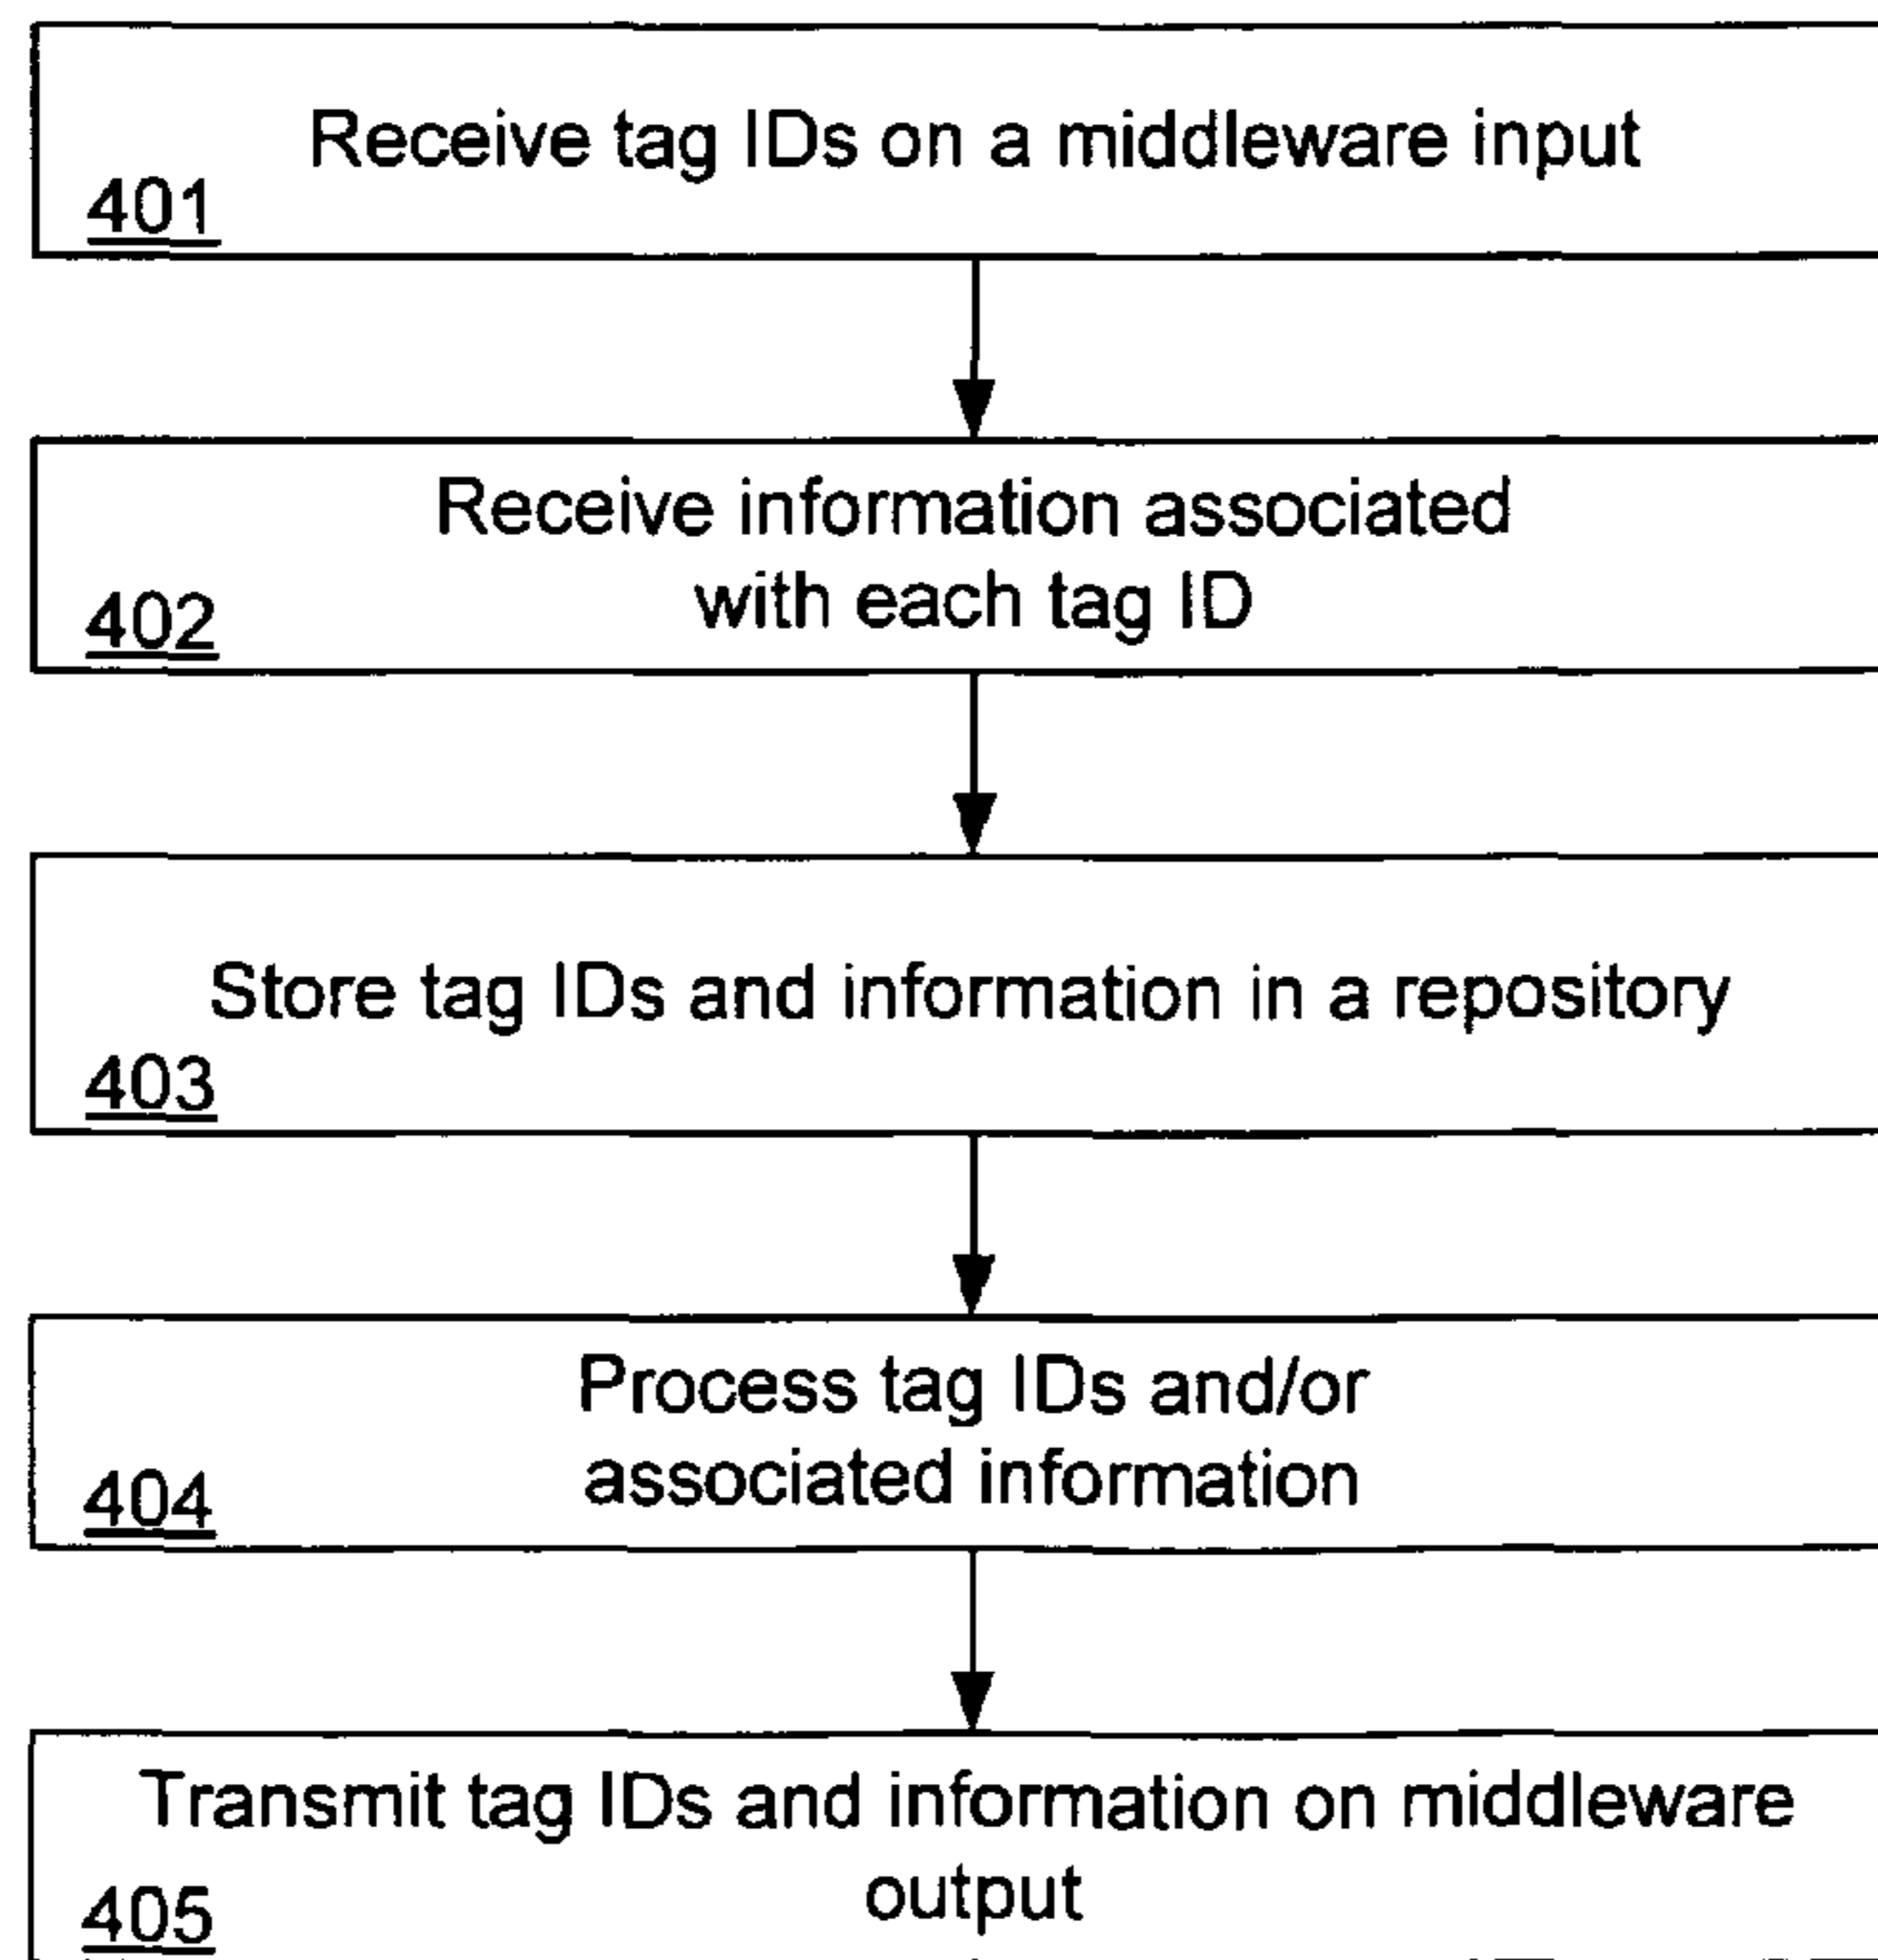 Receive tag IDs on a middleware input
401
Receive information associated
with each tag ID
402
Store tag IDs and information in a repository
403
Process tag IDs and/or
associated information
404
Transmit tag IDs and information on middleware
output
405